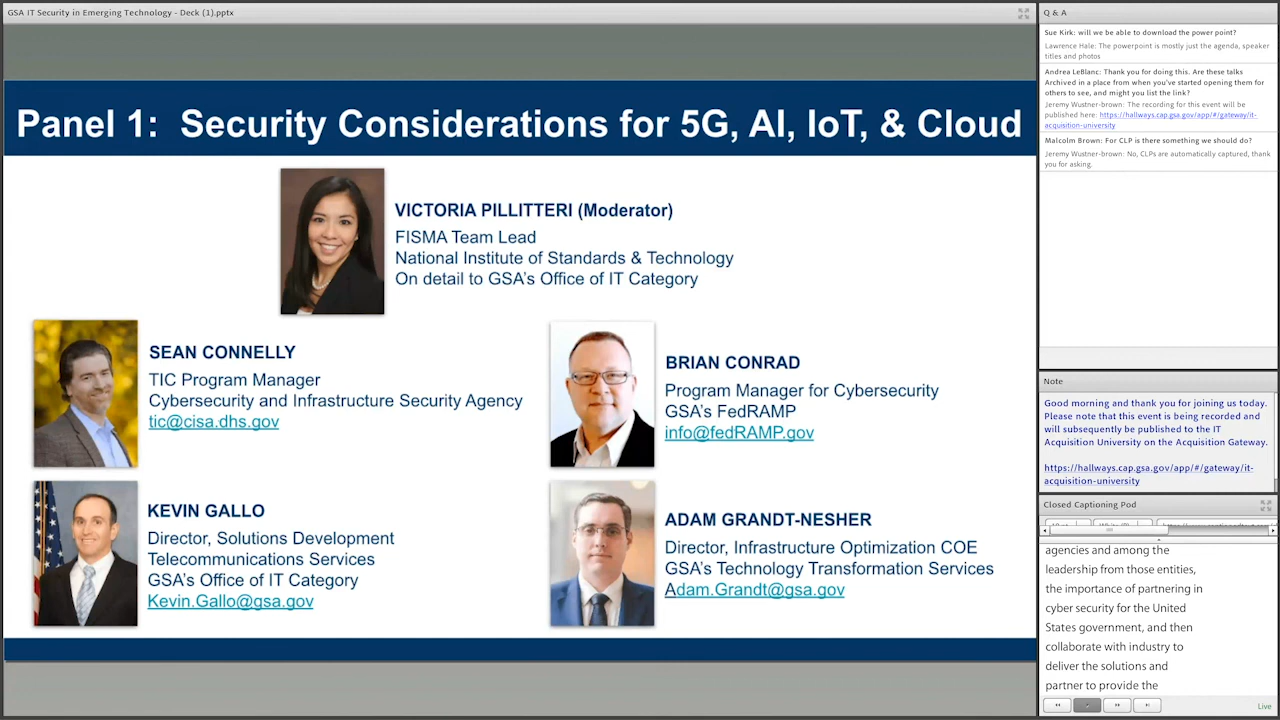 GSA IT Security in Emerging Technology - Deck (1).pptx
Panel 1: Security Considerations for 5G, AI, IoT, & Cloud
VICTORIA PILLITTERI (Moderator)
FISMA Team Lead
National Institute of Standards & Technology
On detail to GSA's Office of IT Category
SEAN CONNELLY
TIC Program Manager
Cybersecurity and Infrastructure Security Agency
tic@cisa.dhs.gov
BRIAN CONRAD
Program Manager for Cybersecurity
GSA's FedRAMP
info@fedRAMP.gov
KEVIN GALLO
Director, Solutions Development
Telecommunications Services
GSA's Office of IT Category
Kevin.Gallo@gsa.gov
ADAM GRANDT-NESHER
Director, Infrastructure Optimization COE
GSA's Technology Transformation Services
Adam.Grandt@gsa.gov
Q & A
Sue Kirk: will we be able to download the power point?
Lawrence Hale: The powerpoint is mostly just the agenda, speaker
titles and photos
Andrea LeBlanc: Thank you for doing this. Are these talks
Archived in a place from when you've started opening them for
others to see, and might you list the link?
Jeremy Wustner-brown: The recording for this event will be
published here: https://hallways.cap.gsa.gov/app/#/gateway/it-
acquisition-university
Malcolm Brown: For CLP is there something we should do?
Jeremy Wustner-brown: No, CLPs are automatically captured, thank
you for asking.
Note
Good morning and thank you for joining us today.
Please note that this event is being recorded and
will subsequently be published to the IT
Acquisition University on the Acquisition Gateway.
https://hallways.cap.gsa.gov/app/#/gateway/it-
acquisition-university
Closed Captioning Pod
agencies and among the
leadership from those entities,
the importance of partnering in
cyber security for the United
States government, and then
collaborate with industry to
deliver the solutions and
partner to provide the
Live